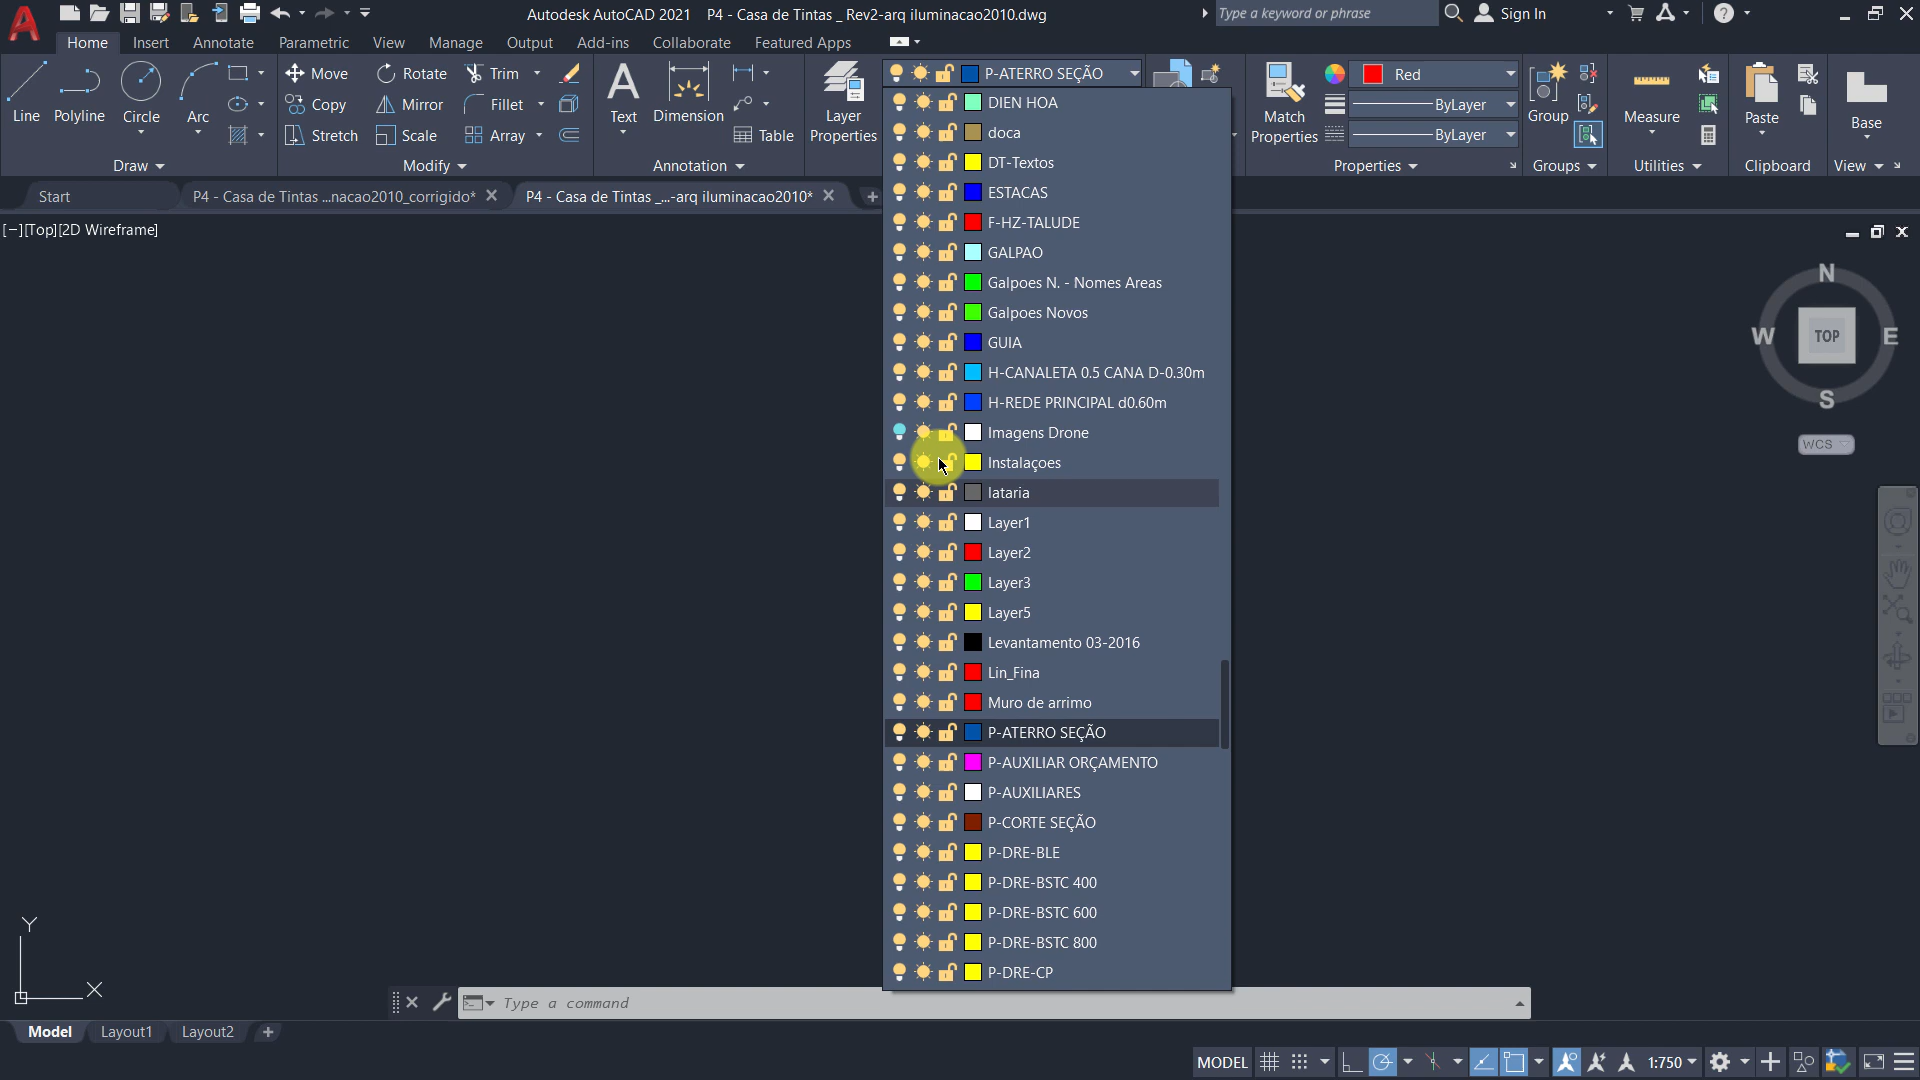 Autodesk AutoCAD 2021 P4 - Casa de Tintas _ Rev2-arq iluminacao2010.dwg
Type a keyword or phrase
Sign In
Home Insert Annotate Parametric View Manage Output Add-ins Collaborate Featured Apps
Line
Polyline
Circle
Arc
Move
Rotate
Trim
Copy
Mirror
Fillet
Stretch
Scale
Array
Text
Dimension
Table
Layer
Properties
P-ATERRO SEÇÃO
Match
Properties
Red
ByLayer
ByLayer
Group
Measure
Paste
Base
Draw
Modify
Annotation
Properties
Groups
Utilities
Clipboard
View
Start
P4 - Casa de Tintas ...nacao2010_corrigido*
P4 - Casa de Tintas _...-arq iluminacao2010*
[−][Top][2D Wireframe]
DIEN HOA
doca
DT-Textos
ESTACAS
F-HZ-TALUDE
GALPAO
Galpoes N. - Nomes Areas
Galpoes Novos
GUIA
H-CANALETA 0.5 CANA D-0.30m
H-REDE PRINCIPAL d0.60m
Imagens Drone
Instalaçoes
lataria
Layer1
Layer2
Layer3
Layer5
Levantamento 03-2016
Lin_Fina
Muro de arrimo
P-ATERRO SEÇÃO
P-AUXILIAR ORÇAMENTO
P-AUXILIARES
P-CORTE SEÇÃO
P-DRE-BLE
P-DRE-BSTC 400
P-DRE-BSTC 600
P-DRE-BSTC 800
P-DRE-CP
N
W TOP E
S
WCS
Y
X
Type a command
Model Layout1 Layout2
MODEL
1:750